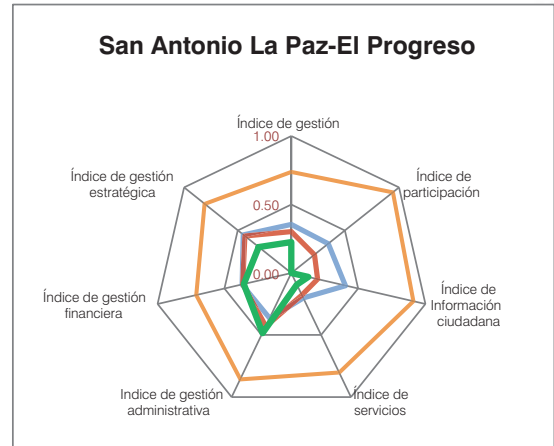 San Antonio La Paz-El Progreso
Índice de gestión
1.00
Índice de gestión
estratégica
Índice de
participación
0.50
0.00
Índice de gestión
financiera
Índice de
Información
ciudadana
Indice de gestión
administrativa
Índice de
servicios